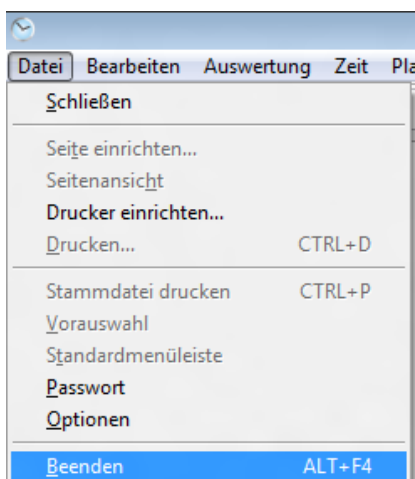 Datei Bearbeiten Auswertung Zeit Pla
Schließen
Seite einrichten...
Seitenansicht
Drucker einrichten...
Drucken... CTRL+D
Stammdatei drucken CTRL+P
Vorauswahl
Standardmenüleiste
Passwort
Optionen
Beenden ALT+F4